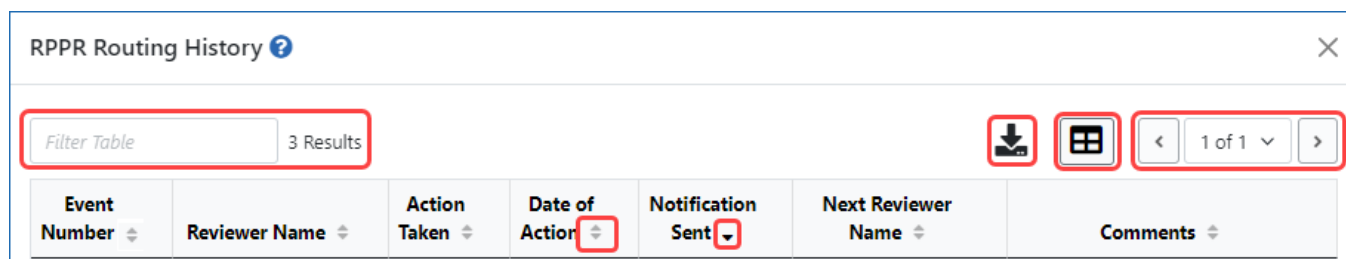 RPPR Routing History ?
Filter Table
3 Results
1 of 1
Event Number
Reviewer Name
Action Taken
Date of Action
Notification Sent
Next Reviewer Name
Comments